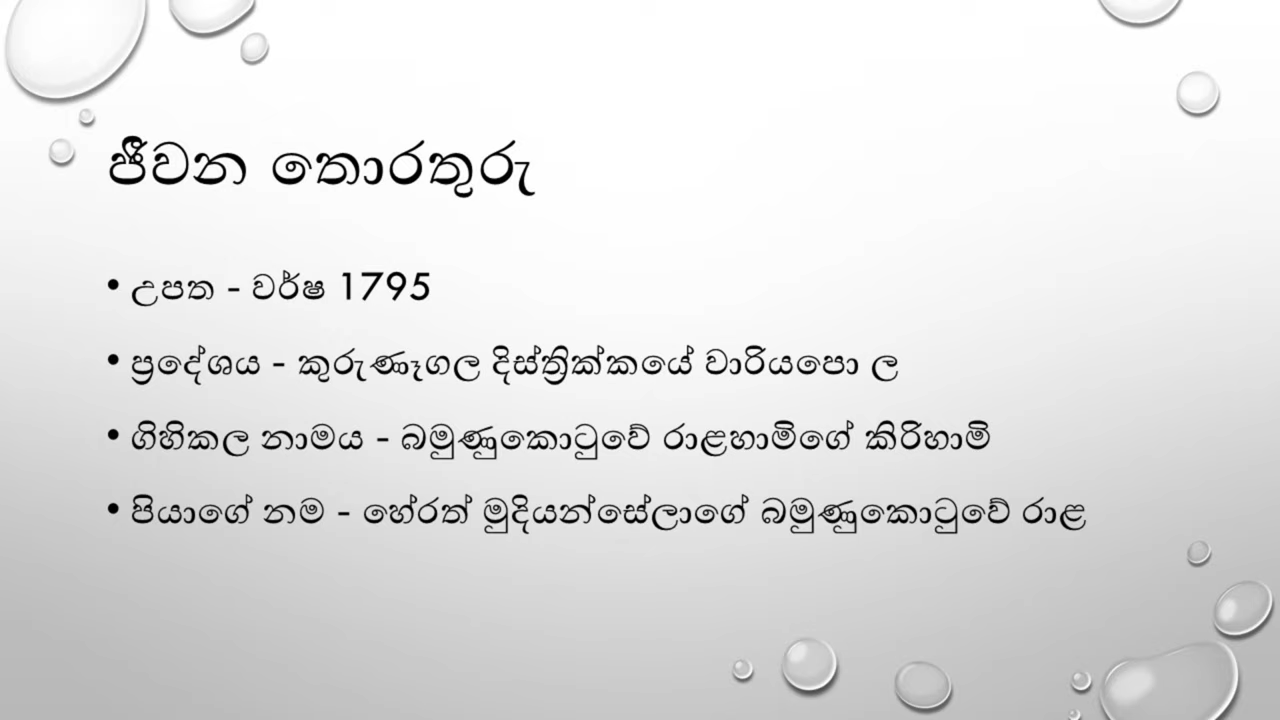 ජීවන තොරතුරු
• උපත - වර්ෂ 1795
• ප්‍රදේශය - කුරුණෑගල දිස්ත්‍රික්කයේ වාරියපො ල
• ගිහිකල නාමය - බමුණුකොටුවේ රාළහාමිගේ කිරිහාමි
• පියාගේ නම - හේරත් මුදියන්සේලාගේ බමුණුකොටුවේ රාළ